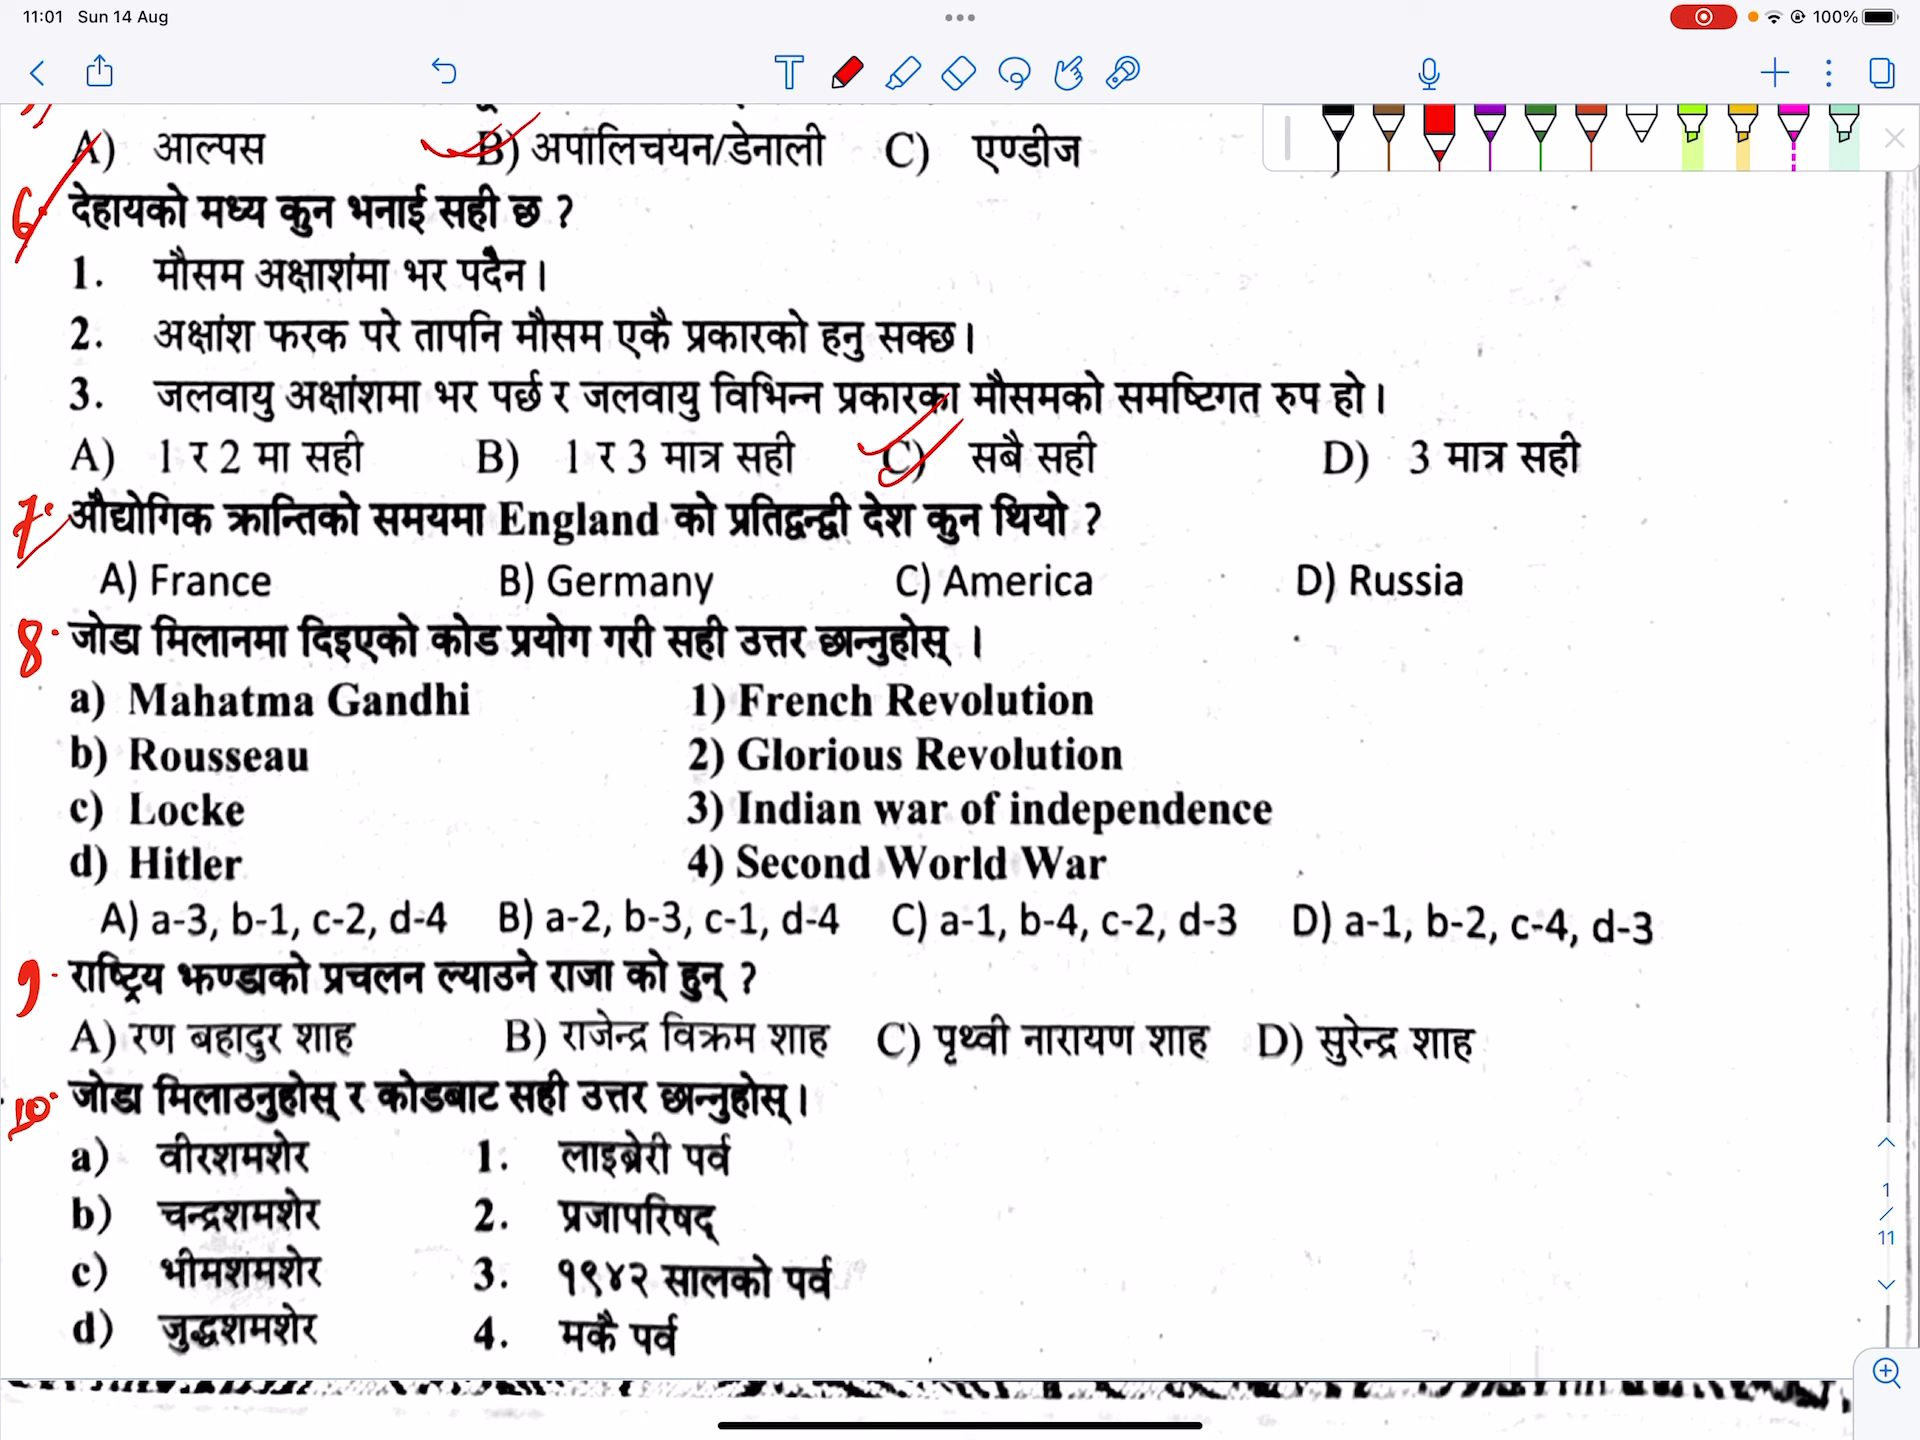 11:01 Sun 14 Aug
100%
A) आल्पस B) अपालिचयन/डेनाली C) एण्डीज
6. देहायको मध्य कुन भनाई सही छ ?
1. मौसम अक्षाशंमा भर पर्दैन।
2. अक्षांश फरक परे तापनि मौसम एकै प्रकारको हनु सक्छ।
3. जलवायु अक्षांशमा भर पर्छ र जलवायु विभिन्न प्रकारका मौसमको समष्टिगत रुप हो।
A) 1 र 2 मा सही B) 1 र 3 मात्र सही C) सबै सही D) 3 मात्र सही
7. औद्योगिक क्रान्तिको समयमा England को प्रतिद्वन्द्वी देश कुन थियो ?
A) France B) Germany C) America D) Russia
8. जोडा मिलानमा दिइएको कोड प्रयोग गरी सही उत्तर छान्नुहोस् ।
a) Mahatma Gandhi 1) French Revolution
b) Rousseau 2) Glorious Revolution
c) Locke 3) Indian war of independence
d) Hitler 4) Second World War
A) a-3, b-1, c-2, d-4 B) a-2, b-3, c-1, d-4 C) a-1, b-4, c-2, d-3 D) a-1, b-2, c-4, d-3
9. राष्ट्रिय झण्डाको प्रचलन ल्याउने राजा को हुन् ?
A) रण बहादुर शाह B) राजेन्द्र विक्रम शाह C) पृथ्वी नारायण शाह D) सुरेन्द्र शाह
10. जोडा मिलाउनुहोस् र कोडबाट सही उत्तर छान्नुहोस्।
a) वीरशमशेर 1. लाइब्रेरी पर्व
b) चन्द्रशमशेर 2. प्रजापरिषद्
c) भीमशमशेर 3. १९४२ सालको पर्व
d) जुद्धशमशेर 4. मकै पर्व
1
/
11